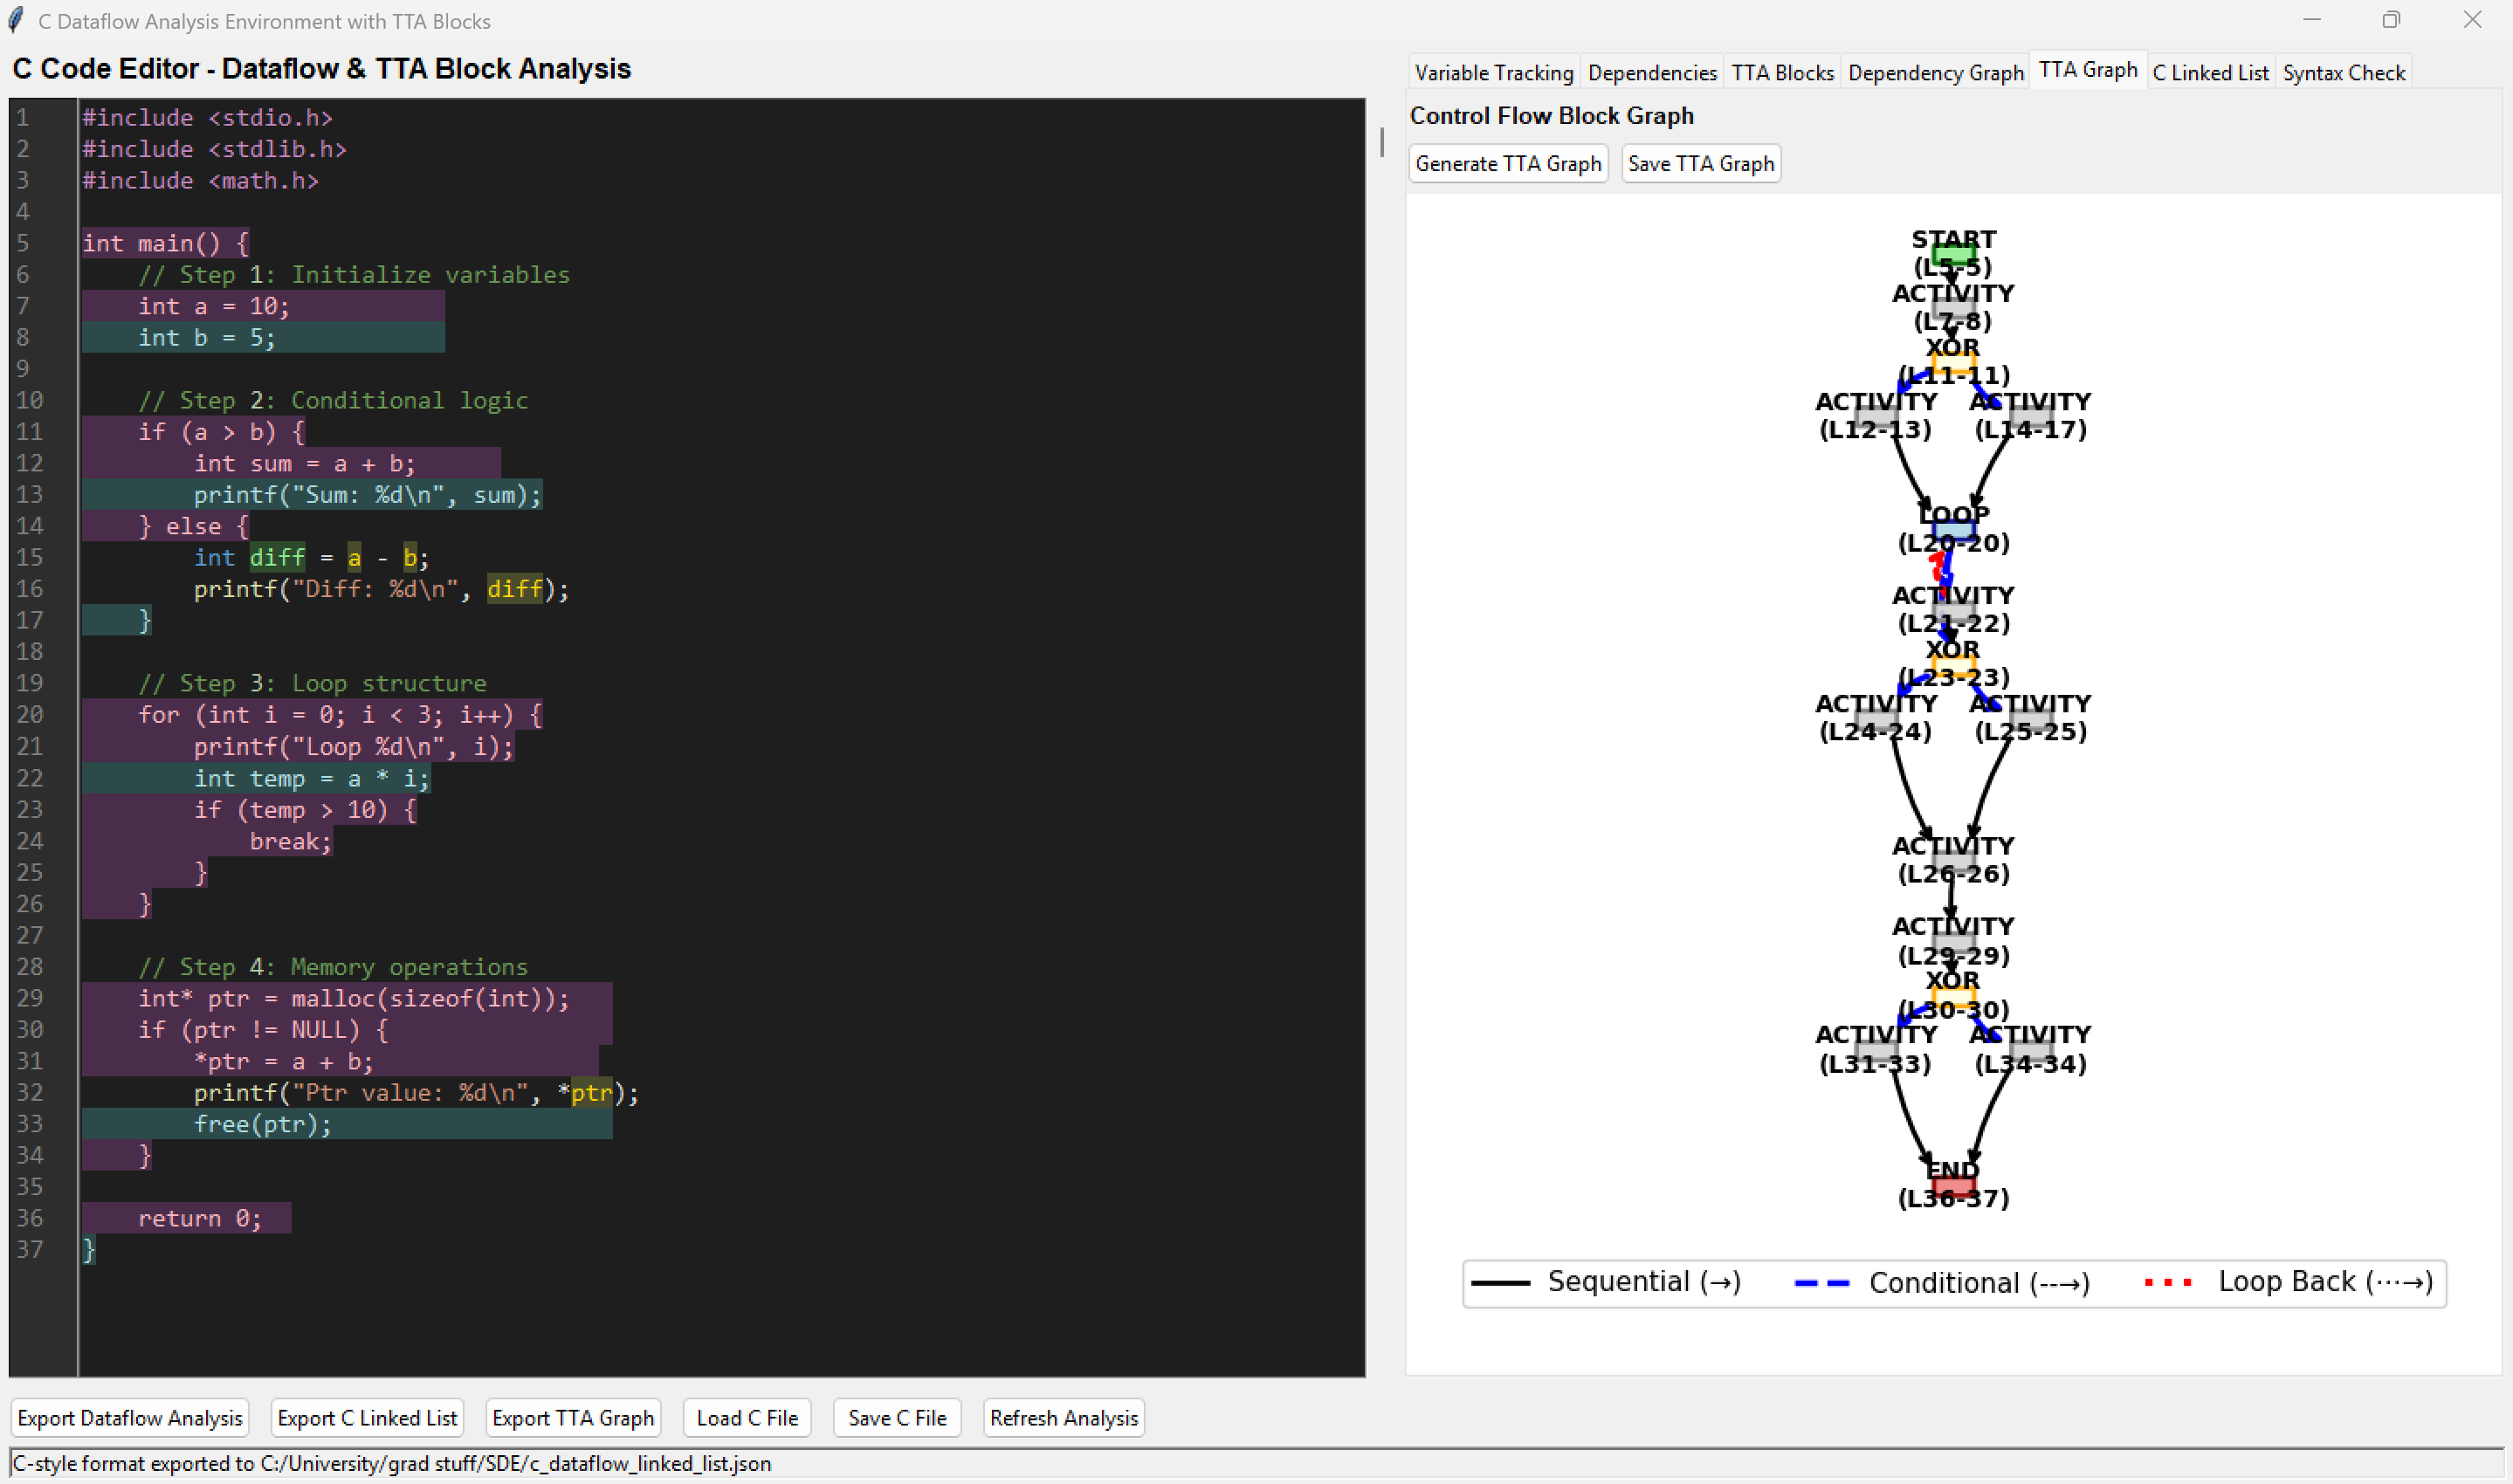 C Dataflow Analysis Environment with TTA Blocks
C Code Editor - Dataflow & TTA Block Analysis
1 #include <stdio.h>
2 #include <stdlib.h>
3 #include <math.h>
4
5 int main() {
6     // Step 1: Initialize variables
7     int a = 10;
8     int b = 5;
9
10     // Step 2: Conditional logic
11     if (a > b) {
12         int sum = a + b;
13         printf("Sum: %d\n", sum);
14     } else {
15         int diff = a - b;
16         printf("Diff: %d\n", diff);
17     }
18
19     // Step 3: Loop structure
20     for (int i = 0; i < 3; i++) {
21         printf("Loop %d\n", i);
22         int temp = a * i;
23         if (temp > 10) {
24             break;
25         }
26     }
27
28     // Step 4: Memory operations
29     int* ptr = malloc(sizeof(int));
30     if (ptr != NULL) {
31         *ptr = a + b;
32         printf("Ptr value: %d\n", *ptr);
33         free(ptr);
34     }
35
36     return 0;
37 }
Variable Tracking Dependencies TTA Blocks Dependency Graph TTA Graph C Linked List Syntax Check
Control Flow Block Graph
Generate TTA Graph Save TTA Graph
START
(L5-5)
ACTIVITY
(L7-8)
XOR
(L11-11)
ACTIVITY ACTIVITY
(L12-13) (L14-17)
LOOP
(L20-20)
ACTIVITY
(L21-22)
XOR
(L23-23)
ACTIVITY ACTIVITY
(L24-24) (L25-25)
ACTIVITY
(L26-26)
ACTIVITY
(L29-29)
XOR
(L30-30)
ACTIVITY ACTIVITY
(L31-33) (L34-34)
END
(L36-37)
Sequential (→) Conditional (--→) Loop Back (⋯→)
Export Dataflow Analysis Export C Linked List Export TTA Graph Load C File Save C File Refresh Analysis
C-style format exported to C:/University/grad stuff/SDE/c_dataflow_linked_list.json